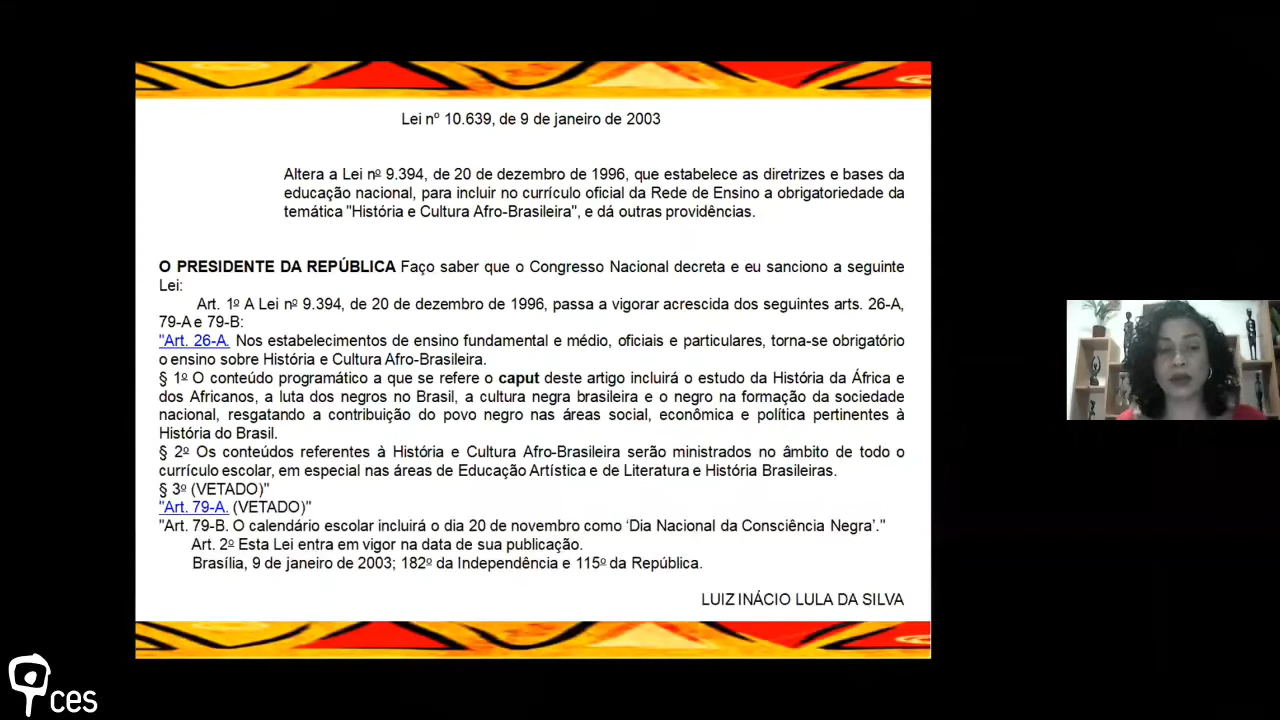 Lei nº 10.639, de 9 de janeiro de 2003
Altera a Lei nº 9.394, de 20 de dezembro de 1996, que estabelece as diretrizes e bases da
educação nacional, para incluir no currículo oficial da Rede de Ensino a obrigatoriedade da
temática "História e Cultura Afro-Brasileira", e dá outras providências.
O PRESIDENTE DA REPÚBLICA Faço saber que o Congresso Nacional decreta e eu sanciono a seguinte
Lei:
Art. 1º A Lei nº 9.394, de 20 de dezembro de 1996, passa a vigorar acrescida dos seguintes arts. 26-A,
79-A e 79-B:
"Art. 26-A. Nos estabelecimentos de ensino fundamental e médio, oficiais e particulares, torna-se obrigatório
o ensino sobre História e Cultura Afro-Brasileira.
§ 1º O conteúdo programático a que se refere o caput deste artigo incluirá o estudo da História da África e
dos Africanos, a luta dos negros no Brasil, a cultura negra brasileira e o negro na formação da sociedade
nacional, resgatando a contribuição do povo negro nas áreas social, econômica e política pertinentes à
História do Brasil.
§ 2º Os conteúdos referentes à História e Cultura Afro-Brasileira serão ministrados no âmbito de todo o
currículo escolar, em especial nas áreas de Educação Artística e de Literatura e História Brasileiras.
§ 3º (VETADO)"
"Art. 79-A. (VETADO)"
"Art. 79-B. O calendário escolar incluirá o dia 20 de novembro como ‘Dia Nacional da Consciência Negra’."
Art. 2º Esta Lei entra em vigor na data de sua publicação.
Brasília, 9 de janeiro de 2003; 182º da Independência e 115º da República.
LUIZ INÁCIO LULA DA SILVA
ces